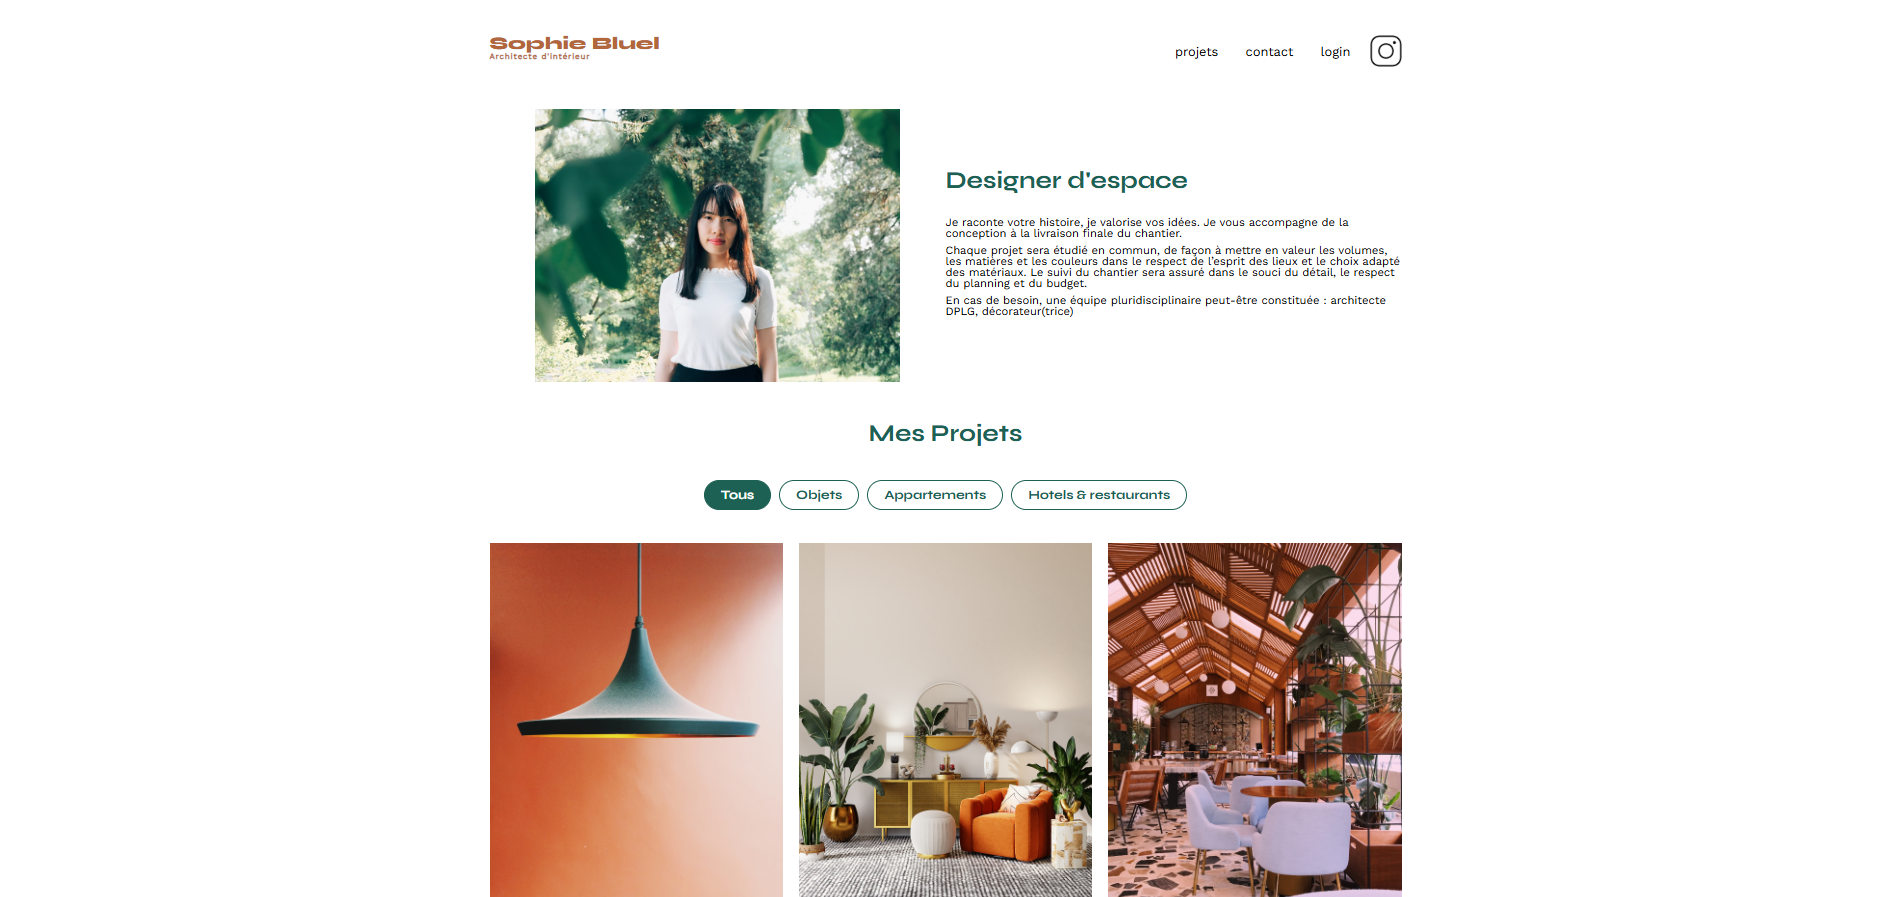 Sophie Bluel
Architecte d'intérieur
projets
contact
login
Designer d'espace
Je raconte votre histoire, je valorise vos idées. Je vous accompagne de la
conception à la livraison finale du chantier.
Chaque projet sera étudié en commun, de façon à mettre en valeur les volumes,
les matières et les couleurs dans le respect de l'esprit des lieux et le choix adapté
des matériaux. Le suivi du chantier sera assuré dans le souci du détail, le respect
du planning et du budget.
En cas de besoin, une équipe pluridisciplinaire peut-être constituée : architecte
DPLG, décorateur(trice)
Mes Projets
Tous
Objets
Appartements
Hotels & restaurants